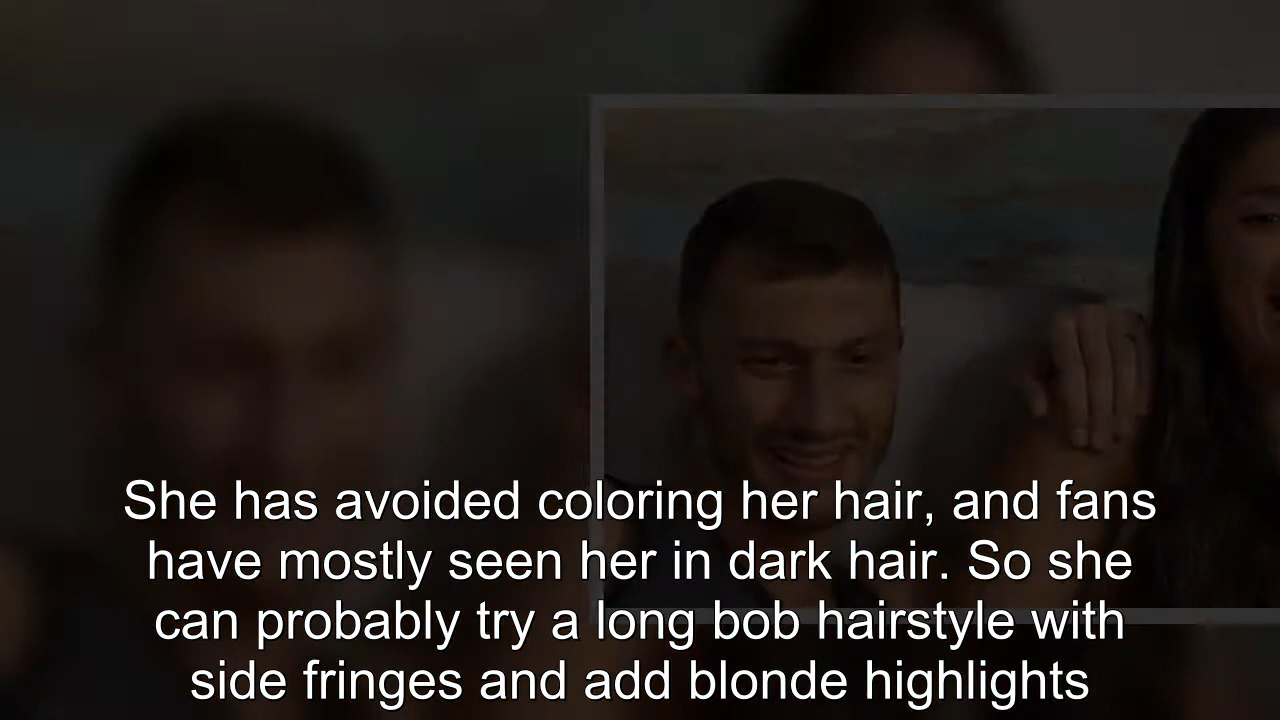 She has avoided coloring her hair, and fans
have mostly seen her in dark hair. So she
can probably try a long bob hairstyle with
side fringes and add blonde highlights